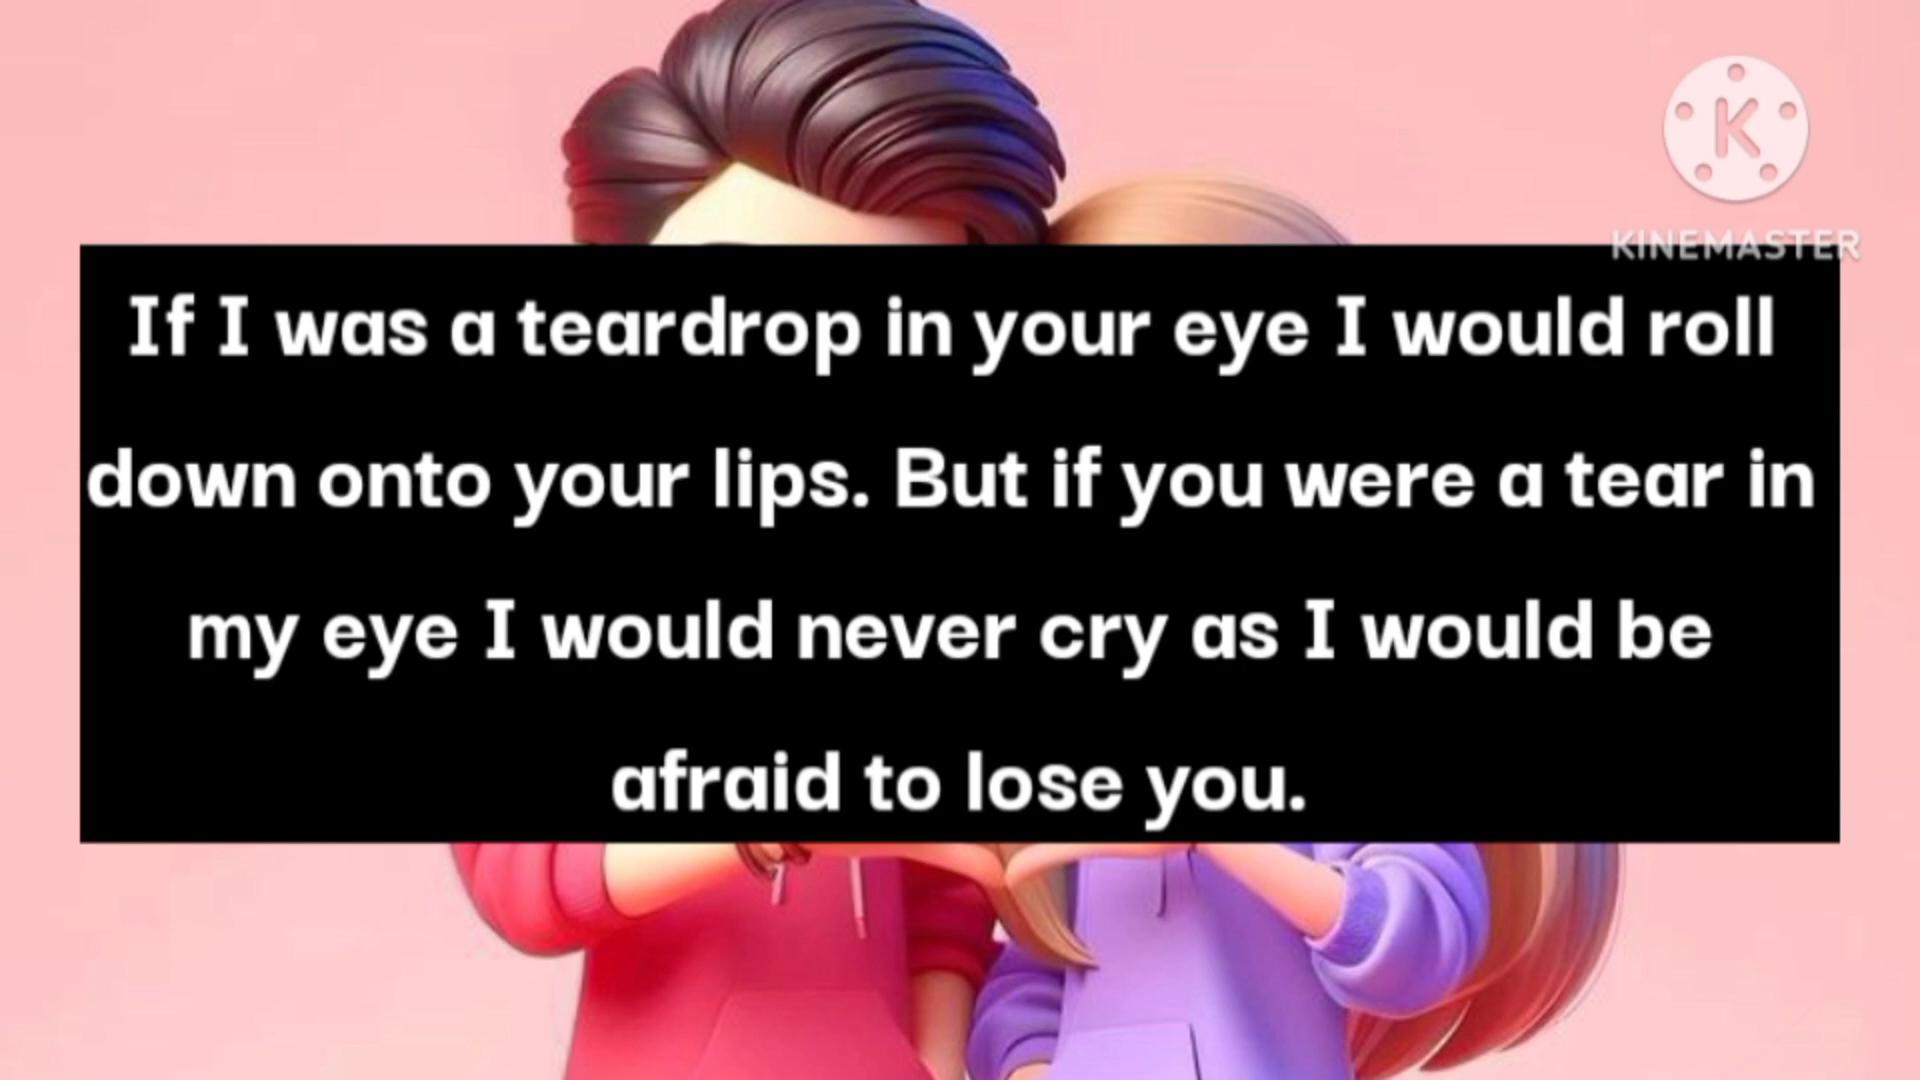 K
KINEMASTER
If I was a teardrop in your eye I would roll
down onto your lips. But if you were a tear in
my eye I would never cry as I would be
afraid to lose you.